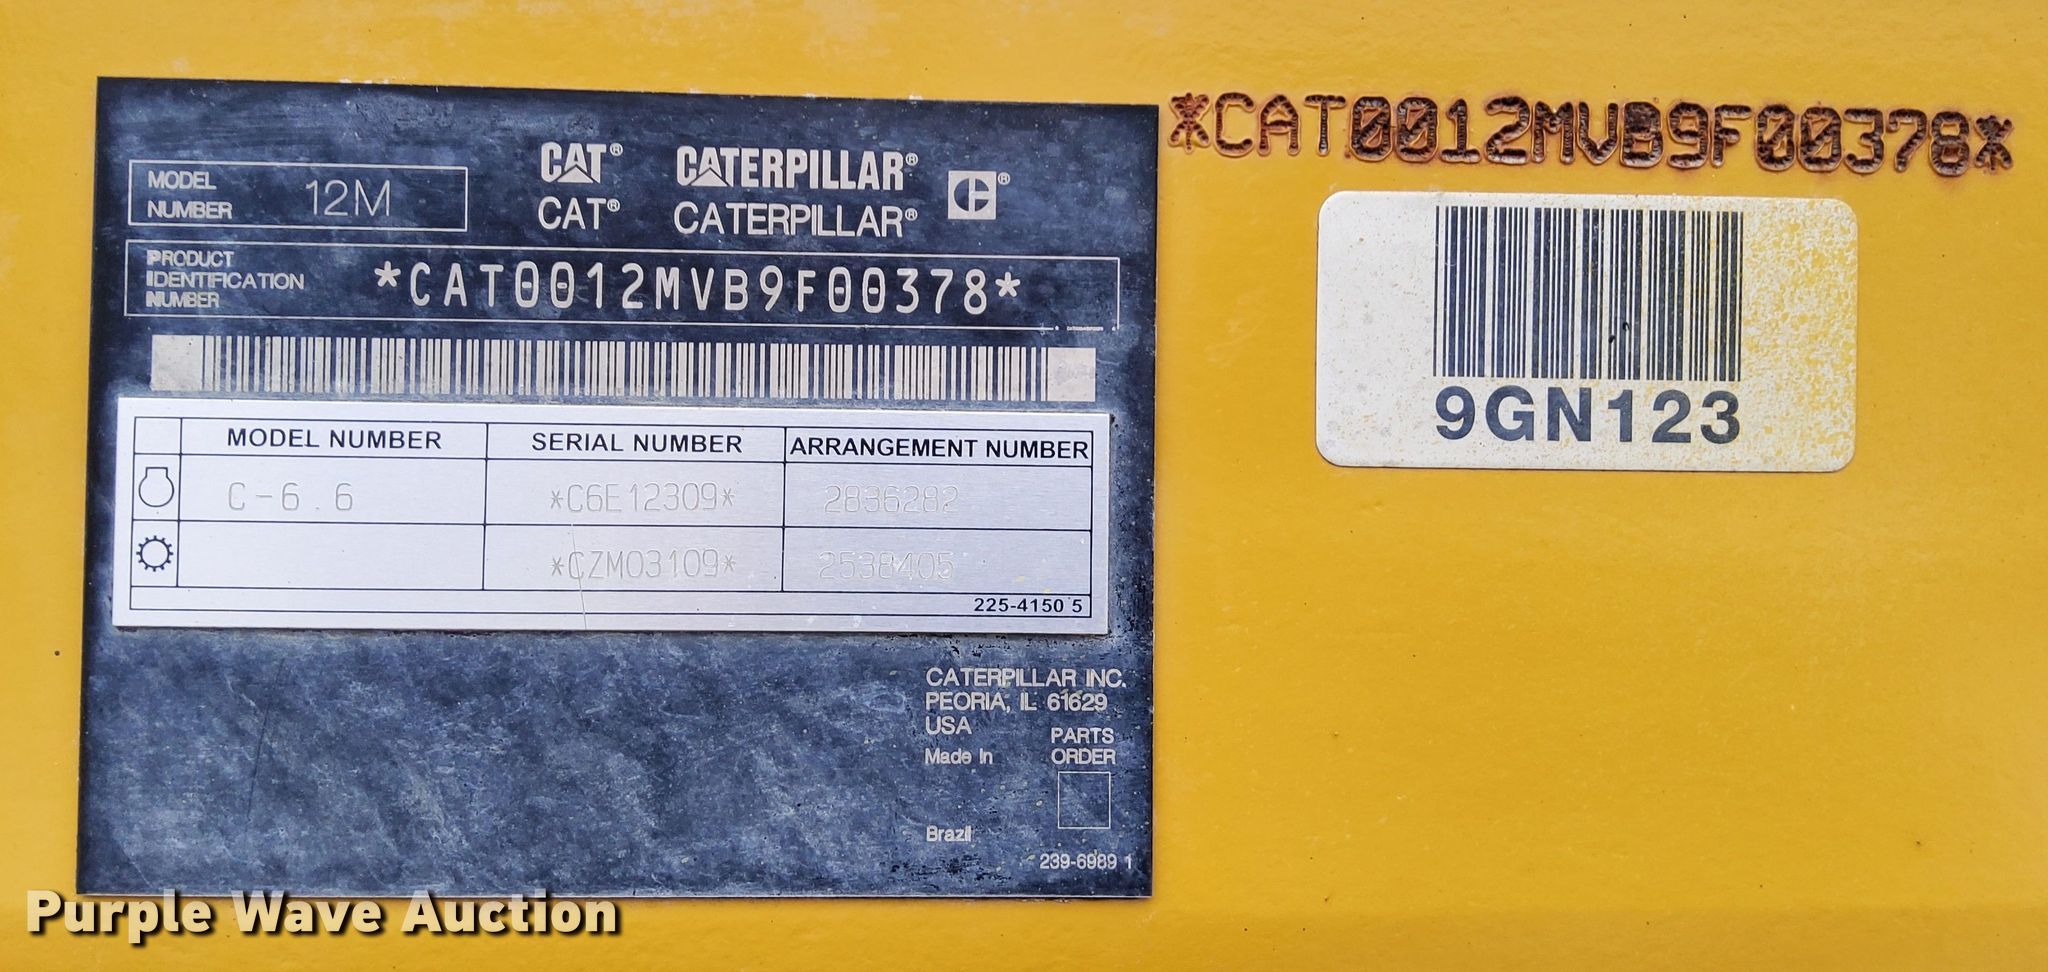 MODEL NUMBER 12M
CAT® CATERPILLAR® ®
CAT® CATERPILLAR®
PRODUCT IDENTIFICATION NUMBER *CAT0012MVB9F00378*
MODEL NUMBER SERIAL NUMBER ARRANGEMENT NUMBER
C-6.6 *C6E12309* 2836282
*CZM03109* 2538405
225-4150 5
CATERPILLAR INC.
PEORIA, IL 61629
USA
Made In
PARTS
ORDER
Brazil
239-6989 1
*CAT0012MVB9F00378*
9GN123
Purple Wave Auction